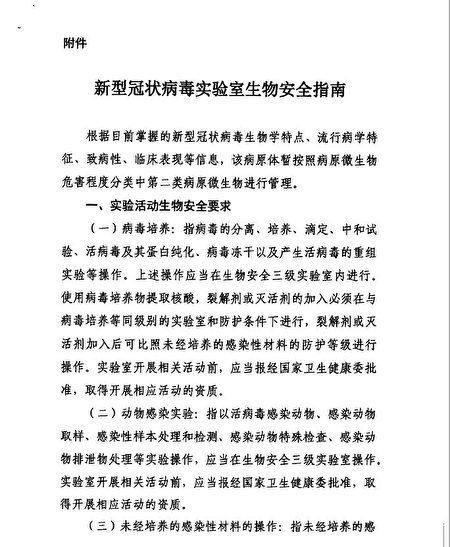 附件
新型冠状病毒实验室生物安全指南
根据目前掌握的新型冠状病毒生物学特点、流行病学特
征、致病性、临床表现等信息，该病原体暂按照病原微生物
危害程度分类中第二类病原微生物进行管理。
一、实验活动生物安全要求
（一）病毒培养：指病毒的分离、培养、滴定、中和试
验、活病毒及其蛋白纯化、病毒冻干以及产生活病毒的重组
实验等操作。上述操作应当在生物安全三级实验室内进行。
使用病毒培养物提取核酸，裂解剂或灭活剂的加入必须在与
病毒培养等同级别的实验室和防护条件下进行，裂解剂或灭
活剂加入后可比照未经培养的感染性材料的防护等级进行
操作。实验室开展相关活动前，应当报经国家卫生健康委批
准，取得开展相应活动的资质。
（二）动物感染实验：指以活病毒感染动物、感染动物
取样、感染性样本处理和检测、感染动物特殊检查、感染动
物排泄物处理等实验操作，应当在生物安全三级实验室操作。
实验室开展相关活动前，应当报经国家卫生健康委批准，取
得开展相应活动的资质。
（三）未经培养的感染性材料的操作：指未经培养的感